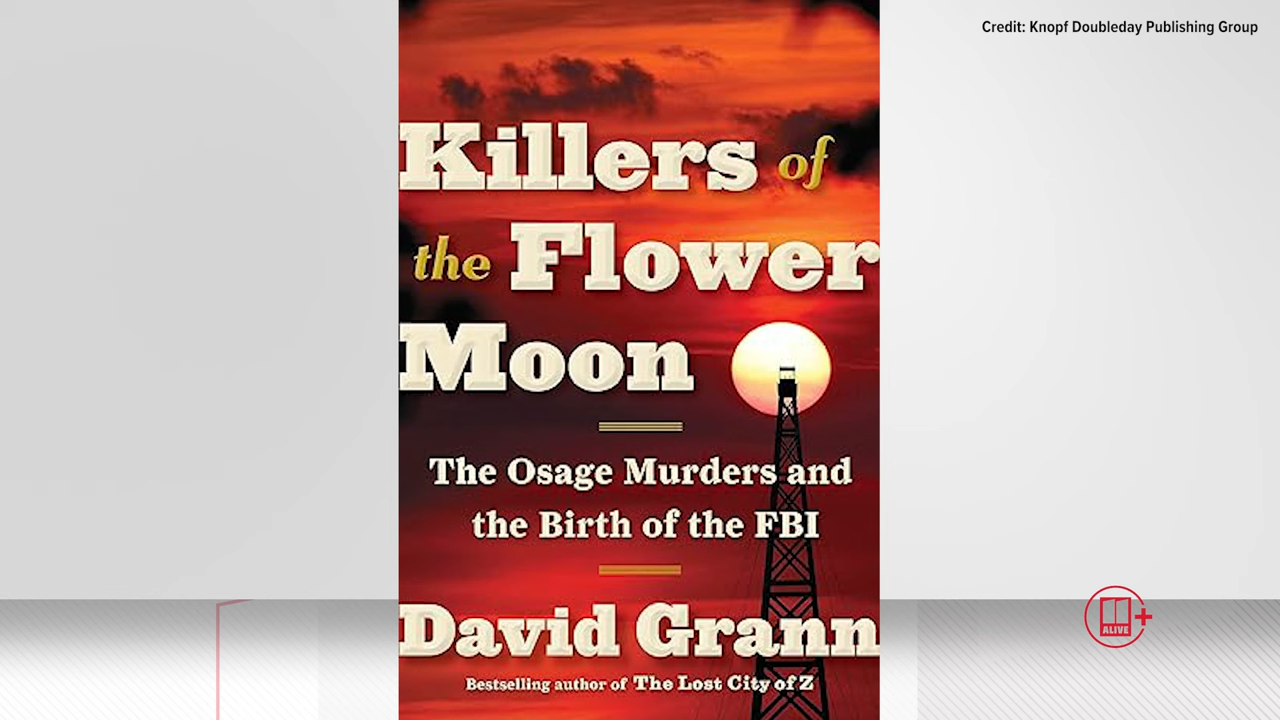 Credit: Knopf Doubleday Publishing Group
Killers of
the Flower
Moon
The Osage Murders and
the Birth of the FBI
David Grann
Bestselling author of The Lost City of Z
ALIVE
+